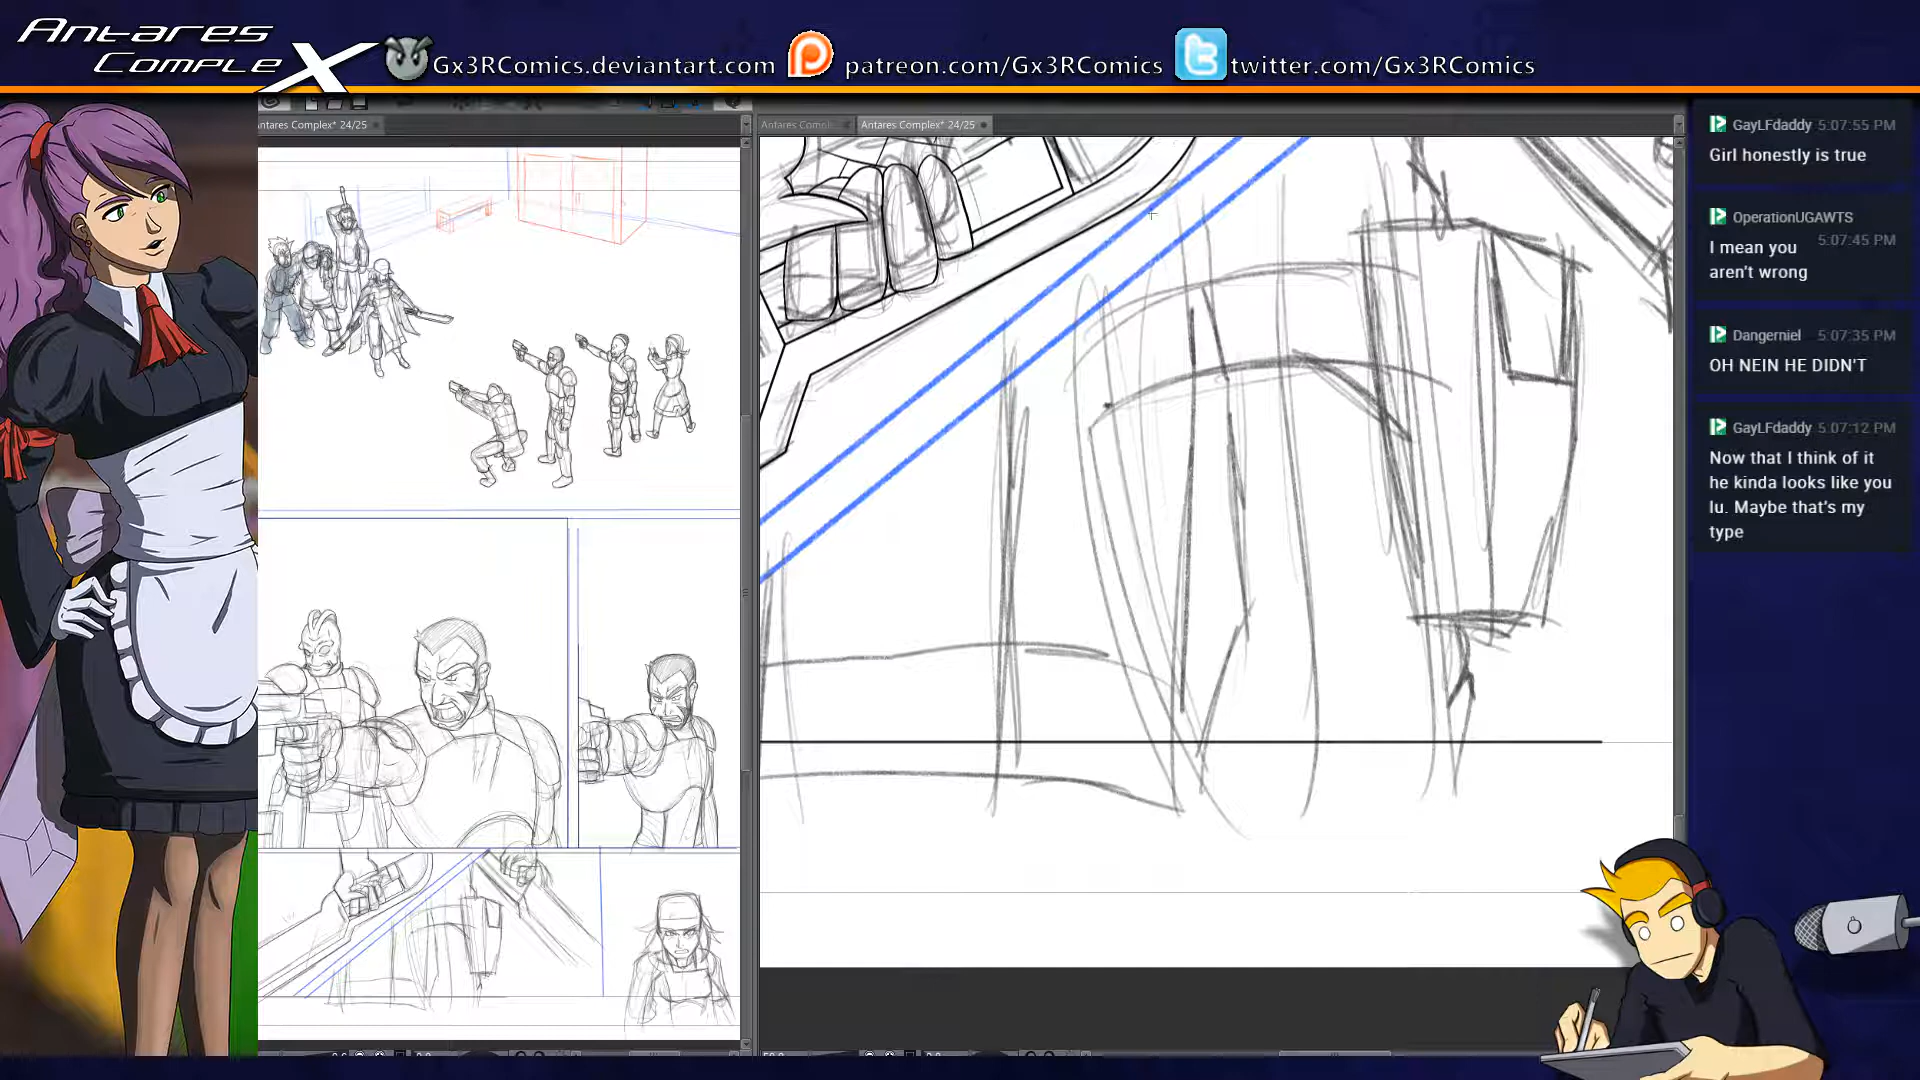 Antares
Complex
Gx3RComics.deviantart.com
patreon.com/Gx3RComics
twitter.com/Gx3RComics
ntares Complex* 24/25
Antares Compl
Antares Complex* 24/25
GayLFdaddy 5:07:55 PM
Girl honestly is true
OperationUGAWTS
5:07:45 PM
I mean you
aren't wrong
Dangerniel 5:07:35 PM
OH NEIN HE DIDN'T
GayLFdaddy 5:07:12 PM
Now that I think of it
he kinda looks like you
lu. Maybe that's my
type